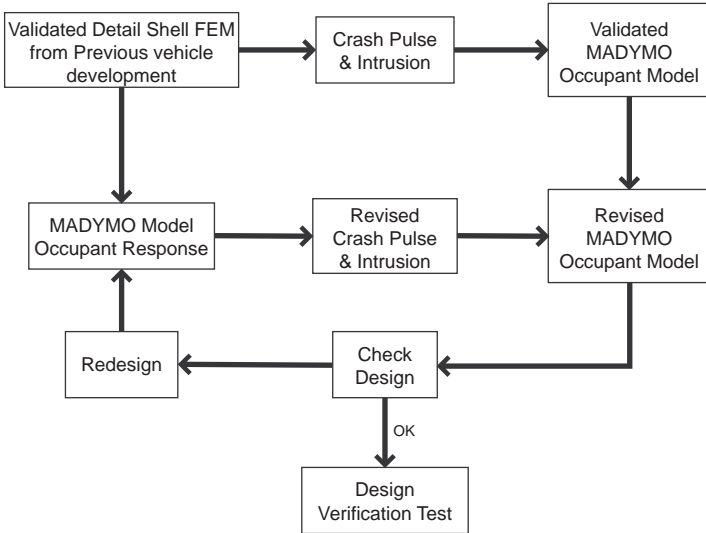 Validated Detail Shell FEM
from Previous vehicle
development
Crash Pulse
& Intrusion
Validated
MADYMO
Occupant Model
MADYMO Model
Occupant Response
Revised
Crash Pulse
& Intrusion
Revised
MADYMO
Occupant Model
Redesign
Check
Design
OK
Design
Verification Test